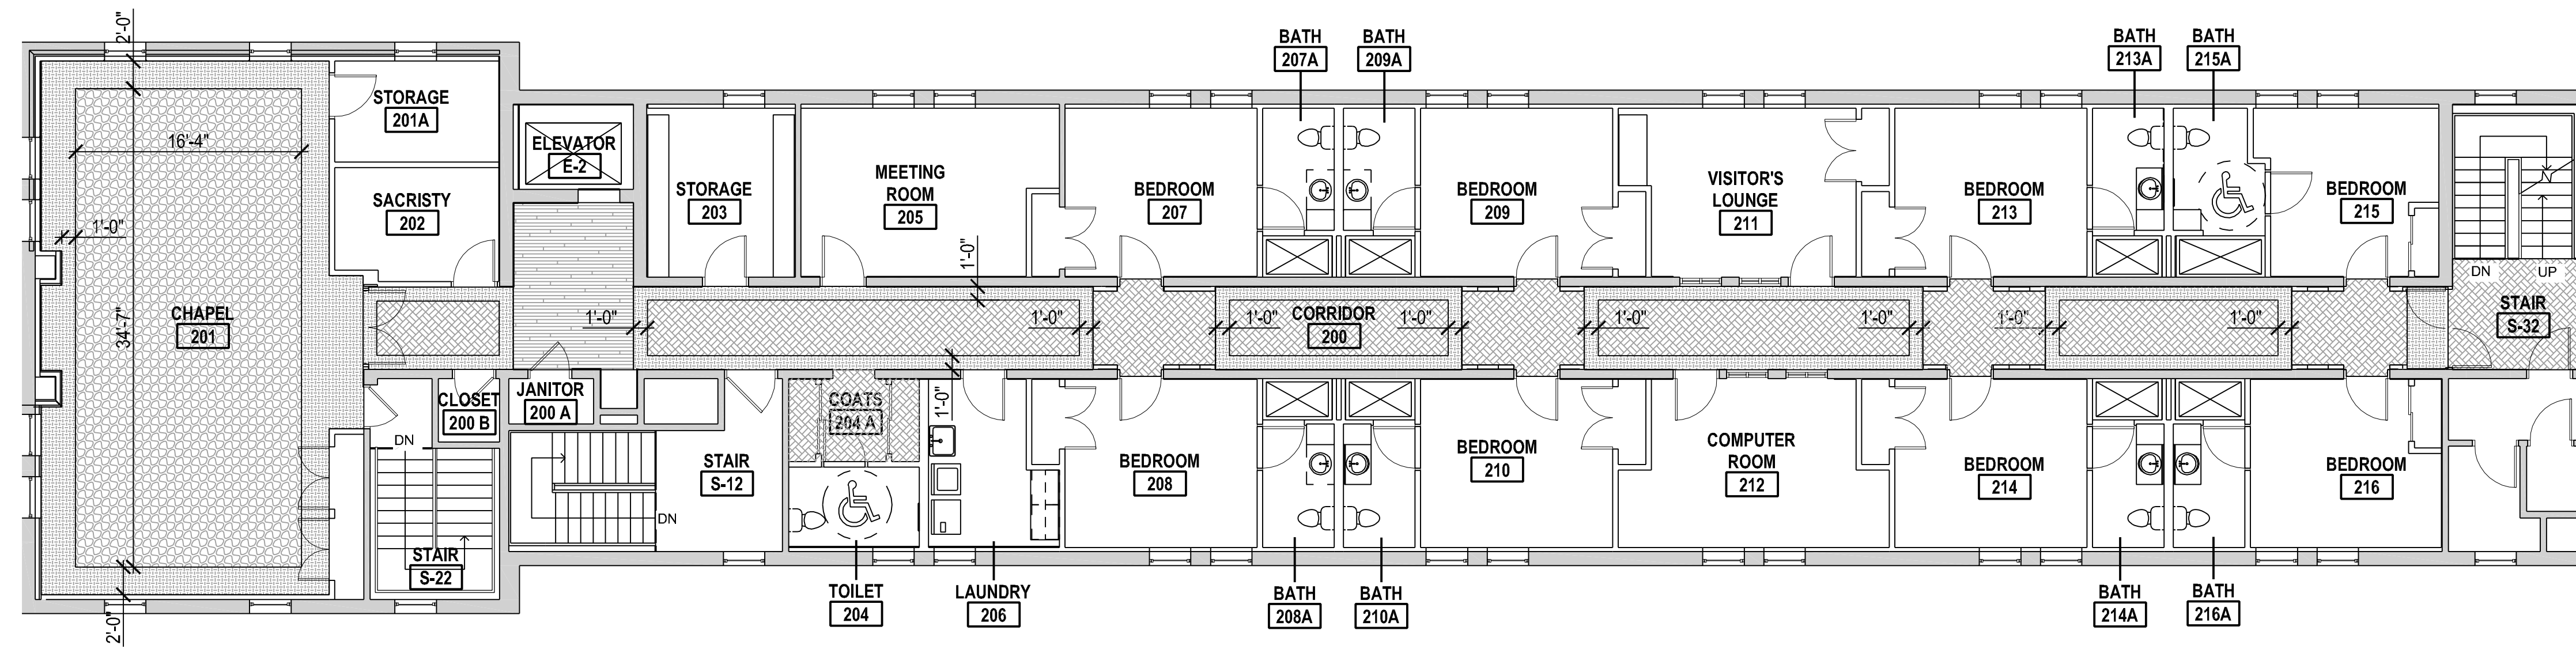 BATH
207A
BATH
209A
BATH
213A
BATH
215A
2'-0"
STORAGE
201A
16'-4"
ELEVATOR
E-2
SACRISTY
202
STORAGE
203
MEETING
ROOM
205
BEDROOM
207
BEDROOM
209
VISITOR'S
LOUNGE
211
BEDROOM
213
BEDROOM
215
1'-0"
1'-0"
DN
UP
CHAPEL
201
34'-7"
1'-0"
1'-0"
1'-0"
CORRIDOR
200
1'-0"
1'-0"
1'-0"
1'-0"
1'-0"
STAIR
S-32
CLOSET
200 B
JANITOR
200 A
COATS
204 A
1'-0"
DN
STAIR
S-12
DN
BEDROOM
208
BEDROOM
210
COMPUTER
ROOM
212
BEDROOM
214
BEDROOM
216
STAIR
S-22
2'-0"
TOILET
204
LAUNDRY
206
BATH
208A
BATH
210A
BATH
214A
BATH
216A